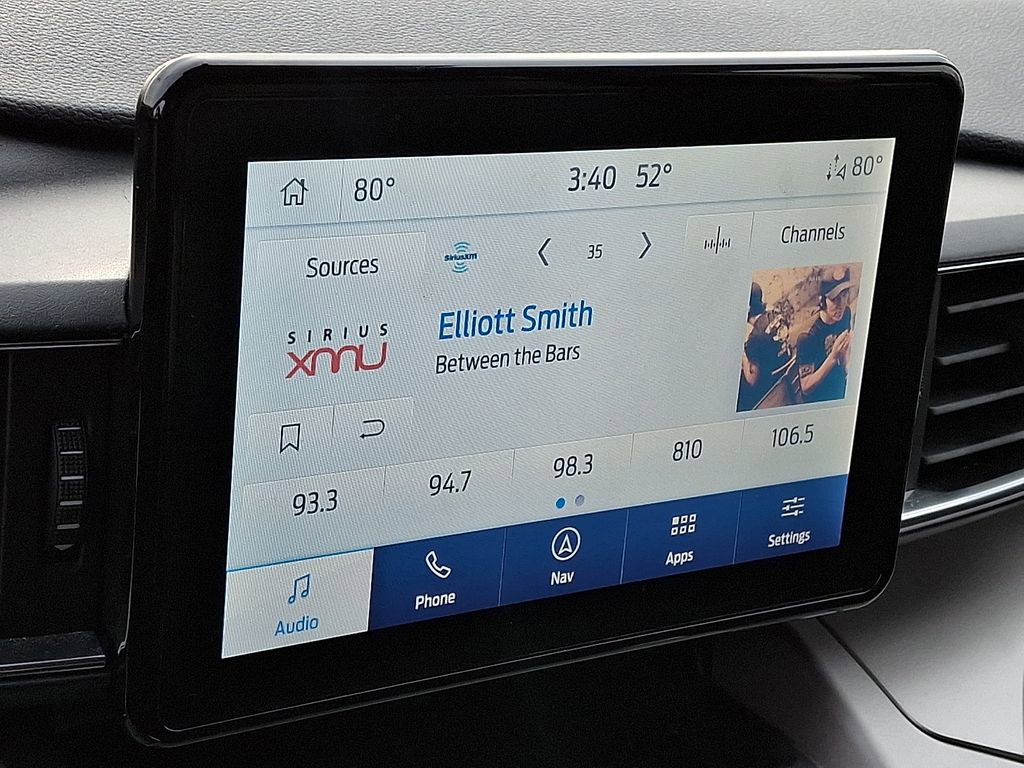 80° 3:40 52° 80°
Sources
SiriusXM
35
Channels
SIRIUS
xmu
Elliott Smith
Between the Bars
93.3 94.7 98.3 810 106.5
Audio Phone Nav Apps Settings